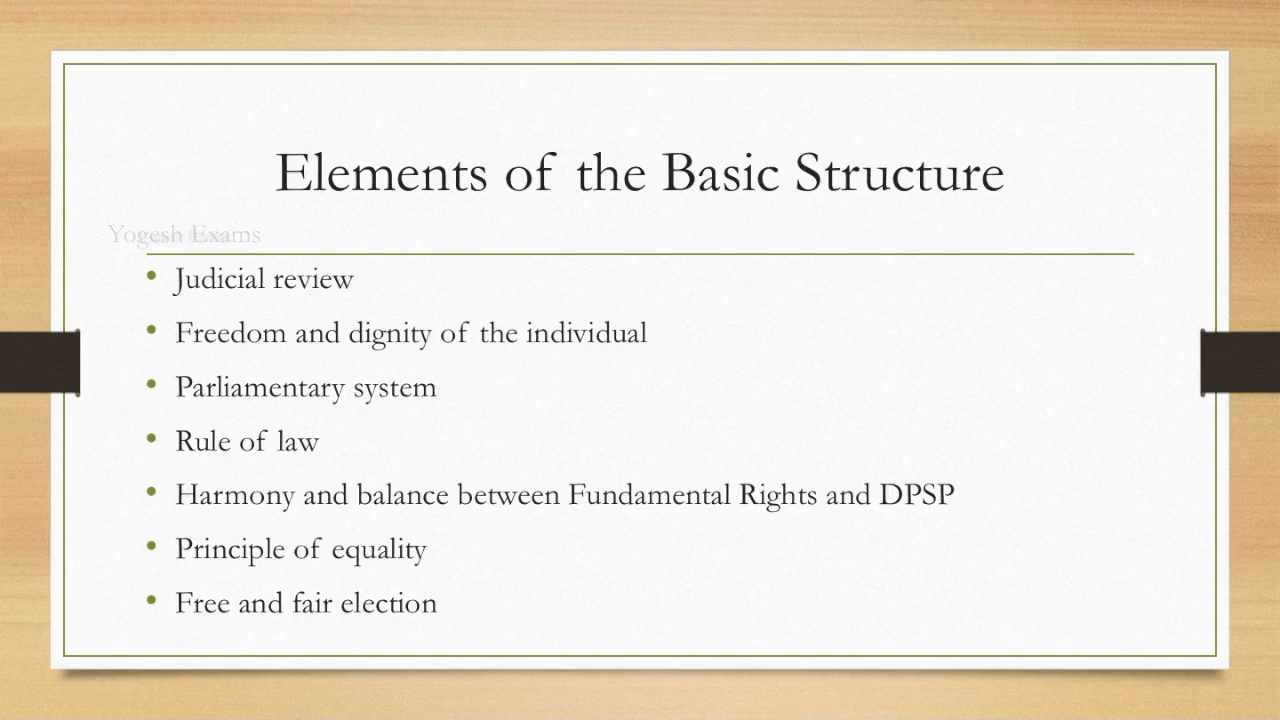 Elements of the Basic Structure
Yogesh Exams
• Judicial review
• Freedom and dignity of the individual
• Parliamentary system
• Rule of law
• Harmony and balance between Fundamental Rights and DPSP
• Principle of equality
• Free and fair election